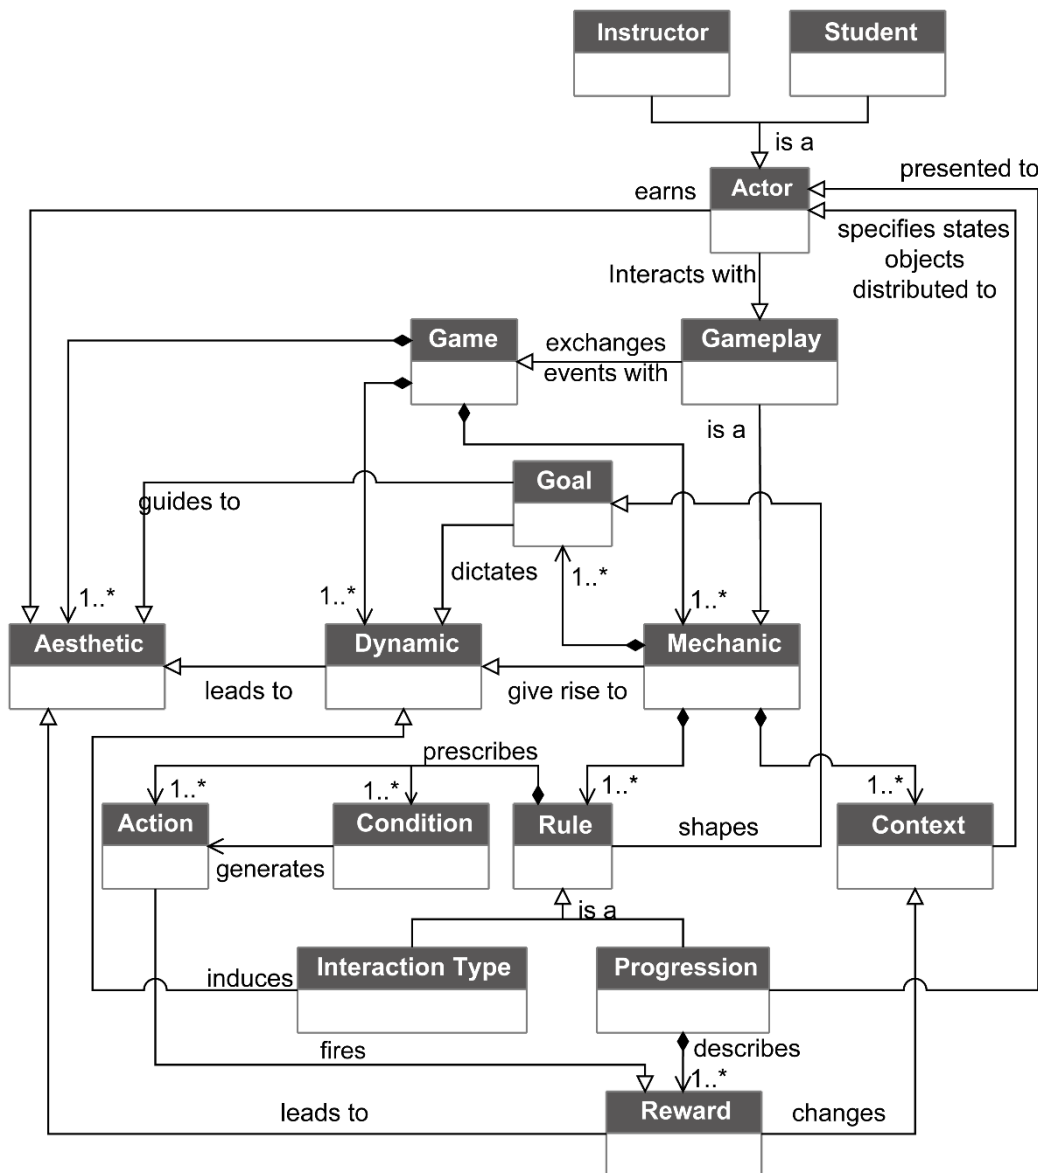 Instructor
Student
is a
presented to
Actor
earns
specifies states
objects
distributed to
Interacts with
Game
Gameplay
exchanges
events with
is a
Goal
guides to
dictates
1..*
1..*
1..*
1..*
Aesthetic
Dynamic
Mechanic
leads to
give rise to
prescribes
1..*
1..*
1..*
1..*
Action
Condition
Rule
shapes
Context
generates
is a
Interaction Type
Progression
induces
fires
describes
1..*
Reward
leads to
changes